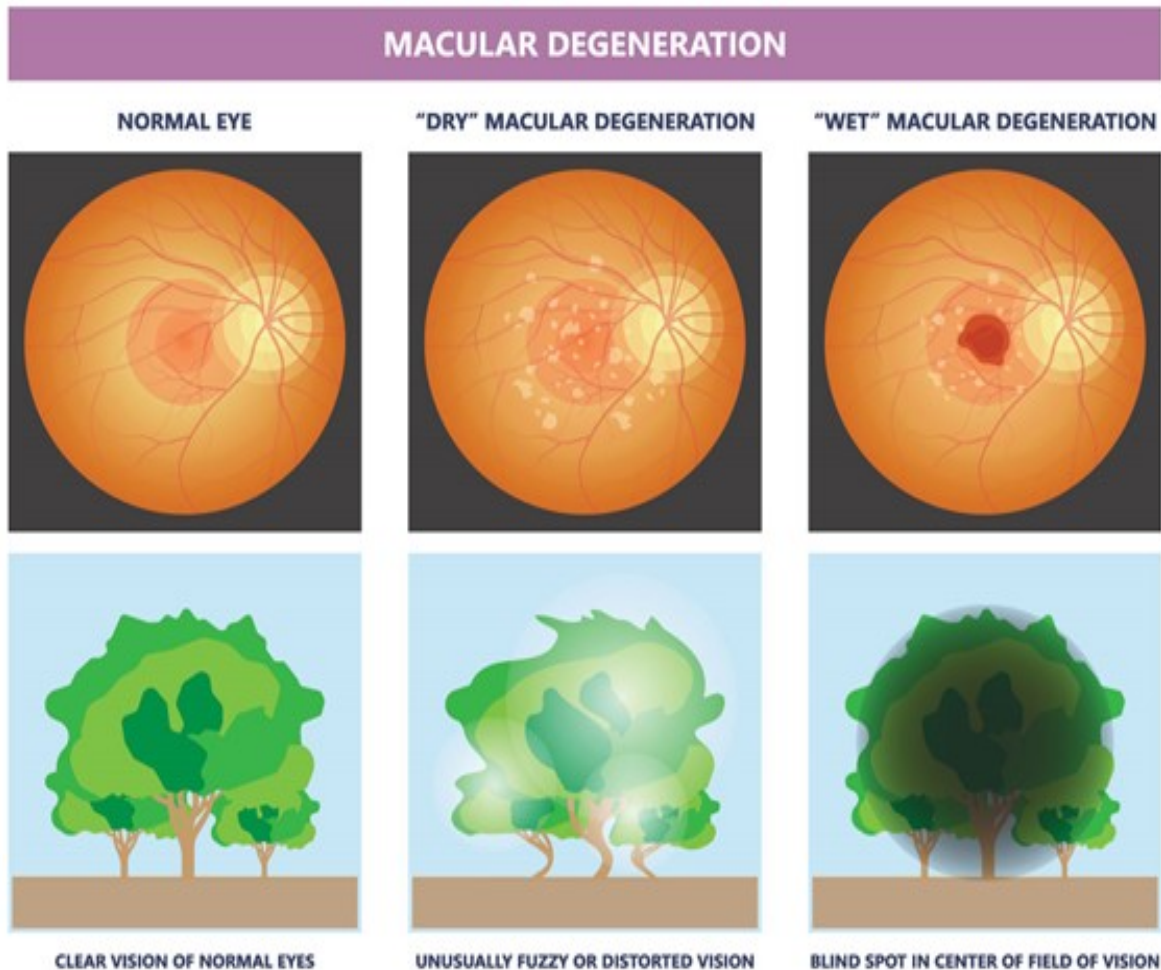 MACULAR DEGENERATION
NORMAL EYE
"DRY" MACULAR DEGENERATION
"WET" MACULAR DEGENERATION
CLEAR VISION OF NORMAL EYES
UNUSUALLY FUZZY OR DISTORTED VISION
BLIND SPOT IN CENTER OF FIELD OF VISION